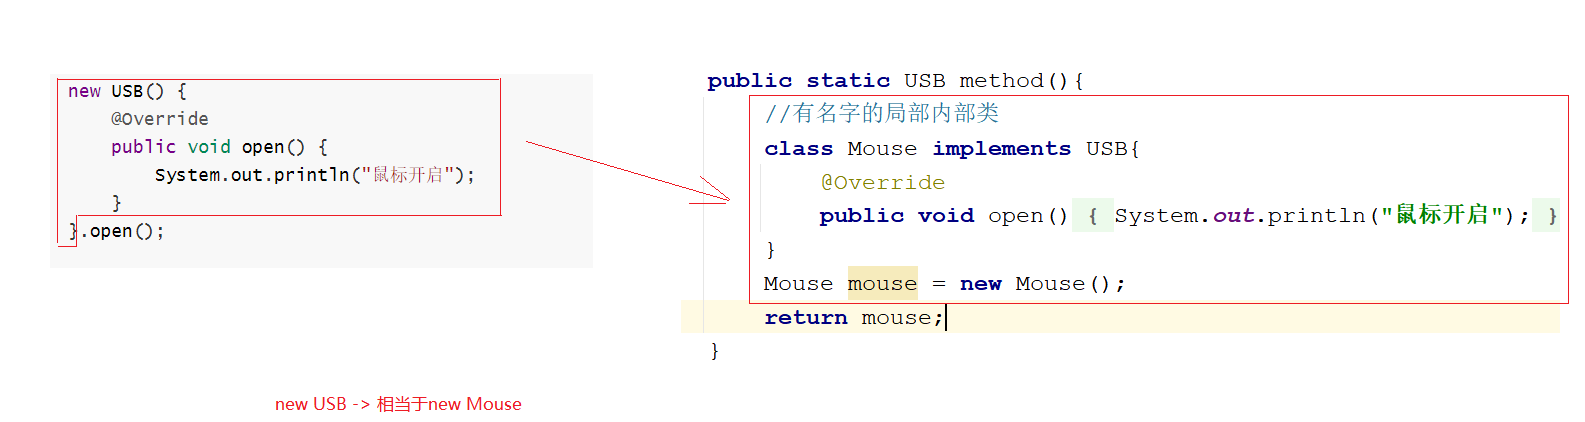 new USB() {
    @Override
    public void open() {
        System.out.println("鼠标开启");
    }
}.open();
public static USB method(){
    //有名字的局部内部类
    class Mouse implements USB{
        @Override
        public void open() { System.out.println("鼠标开启"); }
    }
    Mouse mouse = new Mouse();
    return mouse;
}
new USB -> 相当于new Mouse